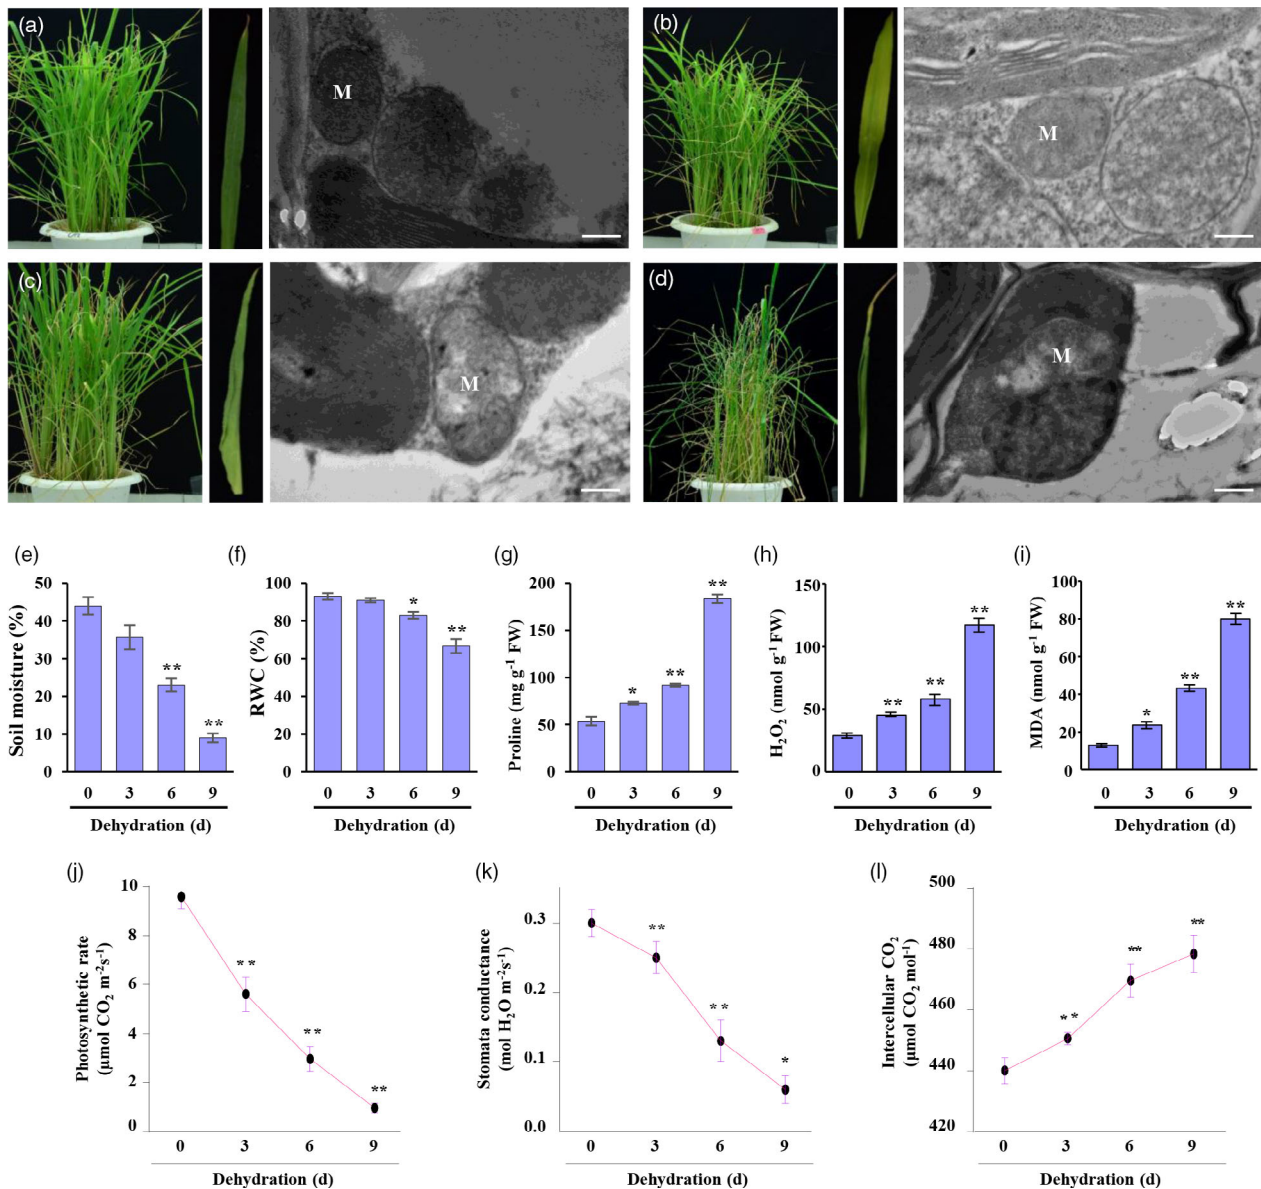 (a)
M
(b)
M
(c)
M
(d)
M
(e)
Soil moisture (%)
50
40
30
20
10
0
**
**
0 3 6 9
Dehydration (d)
(f)
RWC (%)
100
80
60
40
20
0
*
**
0 3 6 9
Dehydration (d)
(g)
Proline (mg g⁻¹ FW)
200
150
100
50
0
*
**
**
0 3 6 9
Dehydration (d)
(h)
H₂O₂ (nmol g⁻¹ FW)
150
100
50
0
**
**
**
0 3 6 9
Dehydration (d)
(i)
MDA (nmol g⁻¹ FW)
80
60
40
20
0
*
**
**
0 3 6 9
Dehydration (d)
(j)
Photosynthetic rate
(μmol CO₂ m⁻²s⁻¹)
10
8
6
4
2
0
**
**
**
0 3 6 9
Dehydration (d)
(k)
Stomata conductance
(mol H₂O m⁻²s⁻¹)
0.3
0.2
0.1
0.0
**
**
*
0 3 6 9
Dehydration (d)
(l)
Intercellular CO₂
(μmol CO₂ mol⁻¹)
500
480
460
440
420
**
**
**
0 3 6 9
Dehydration (d)